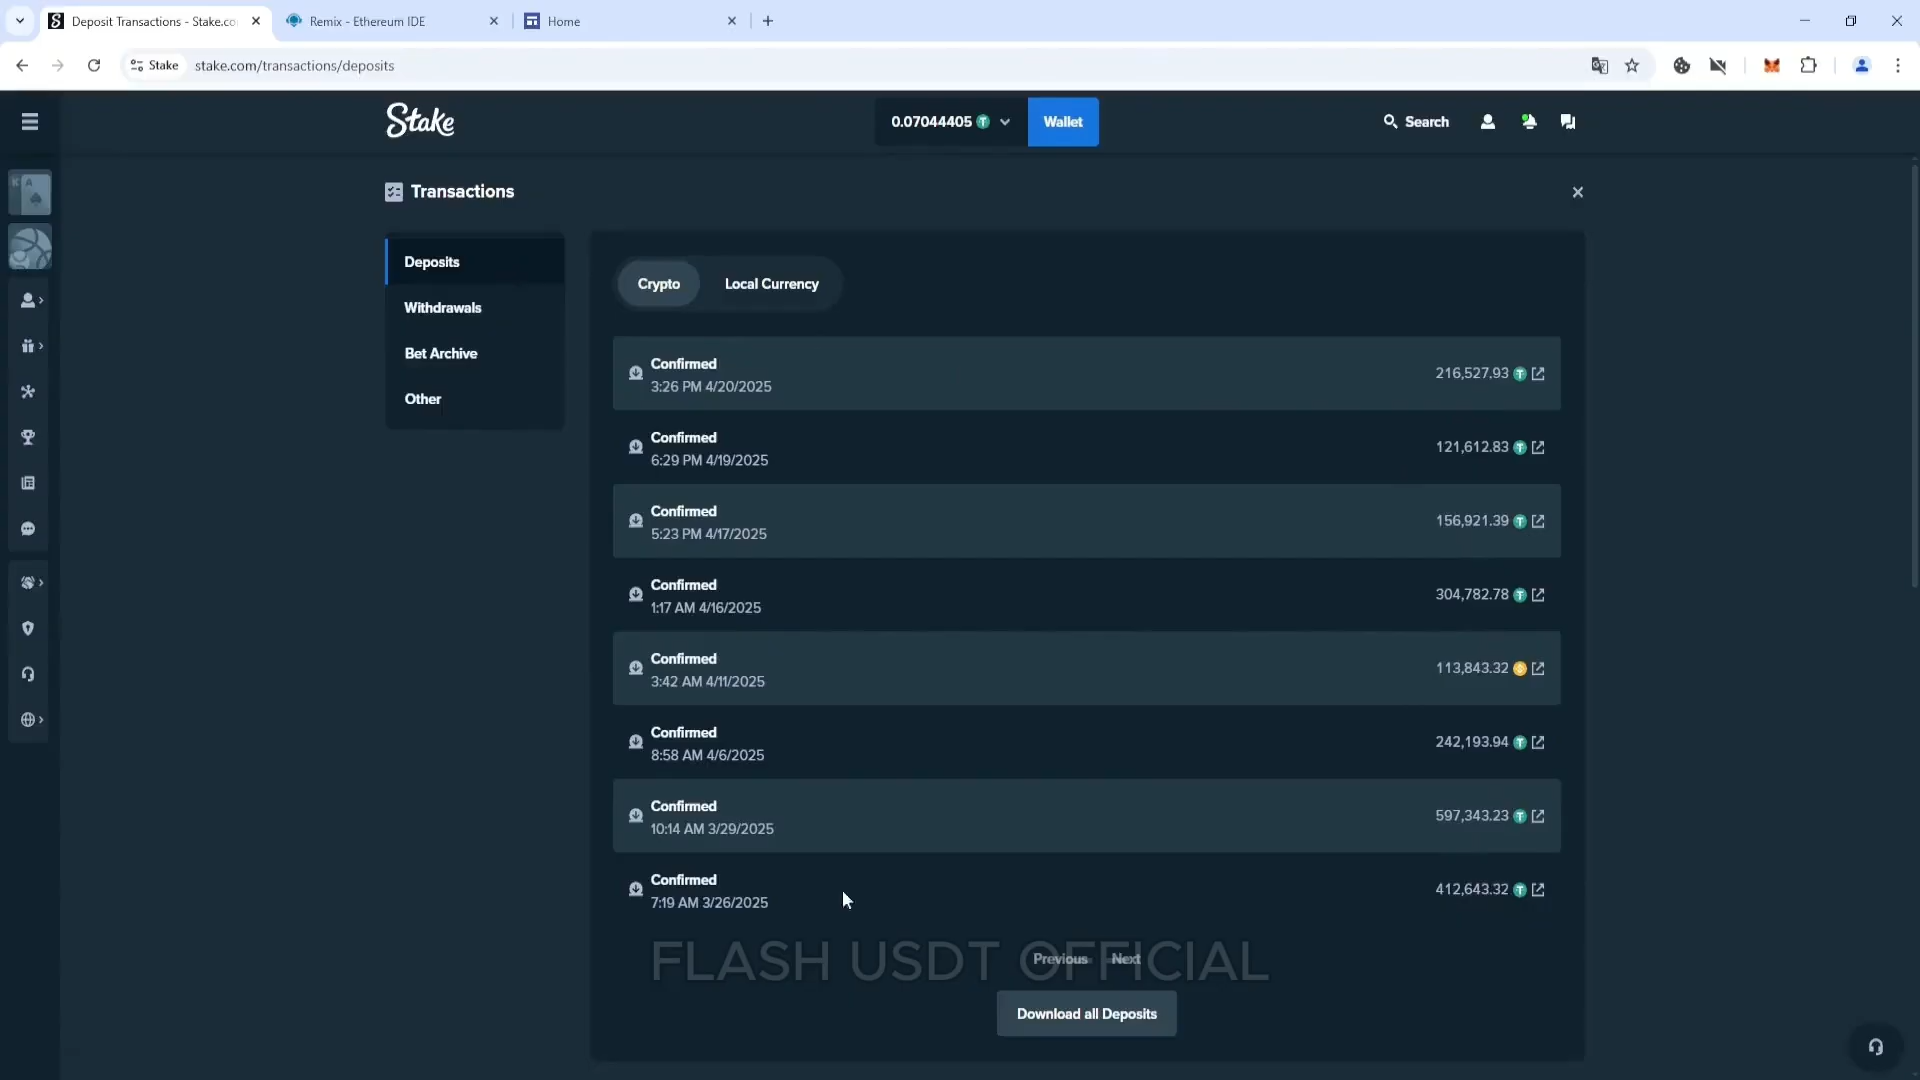 Deposit Transactions - Stake.co
Remix - Ethereum IDE
Home
Stake
stake.com/transactions/deposits
Stake
0.07044405
Wallet
Search
Transactions
Deposits
Withdrawals
Bet Archive
Other
Crypto
Local Currency
Confirmed
3:26 PM 4/20/2025
216,527.93
Confirmed
6:29 PM 4/19/2025
121,612.83
Confirmed
5:23 PM 4/17/2025
156,921.39
Confirmed
1:17 AM 4/16/2025
304,782.78
Confirmed
3:42 AM 4/11/2025
113,843.32
Confirmed
8:58 AM 4/6/2025
242,193.94
Confirmed
10:14 AM 3/29/2025
597,343.23
Confirmed
7:19 AM 3/26/2025
412,643.32
FLASH USDT OFFICIAL
Previous
Next
Download all Deposits